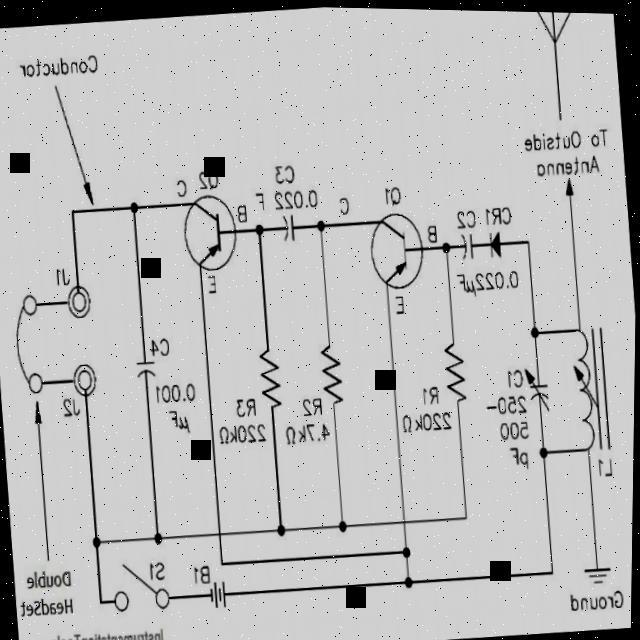 Conductor
To Outside
Antenna
C
Q2
B
C3
0.022 F
E
C
Q1
B
C2
CR1
0.022µF
E
J1
J2
C4
0.001
µF
R3
220kΩ
R2
4.7kΩ
R1
220kΩ
C1
250-
500
pF
L1
Double
HeadSet
S1
B1
Ground